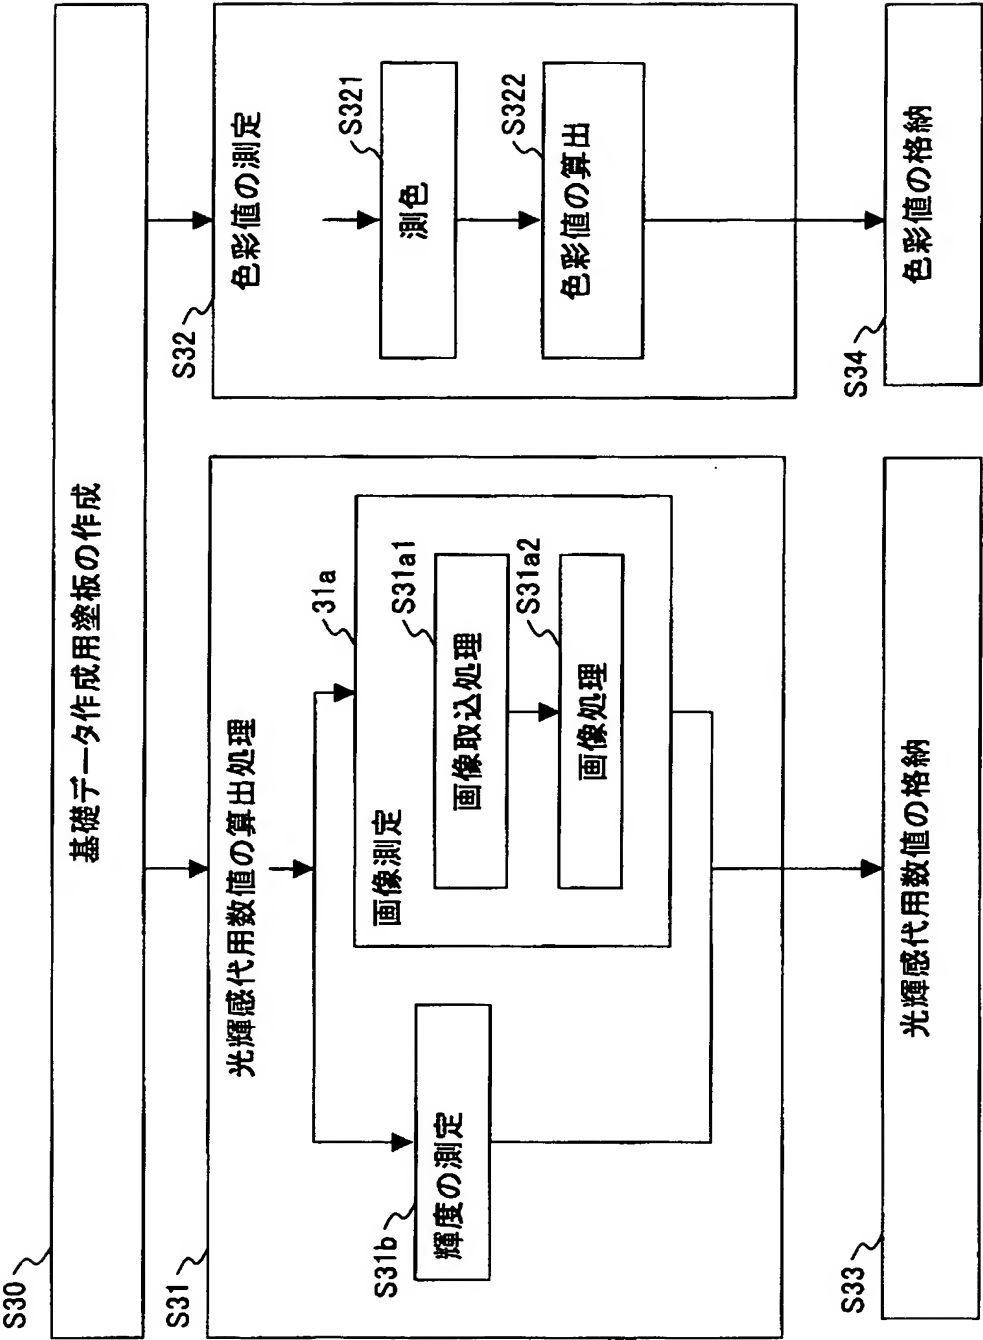 S30
基礎データ作成用塗板の作成
S31
光輝感代用数値の算出処理
S31b
輝度の測定
31a
画像測定
S31a1
画像取込処理
S31a2
画像処理
S32
色彩値の測定
S321
測色
S322
色彩値の算出
S33
光輝感代用数値の格納
S34
色彩値の格納